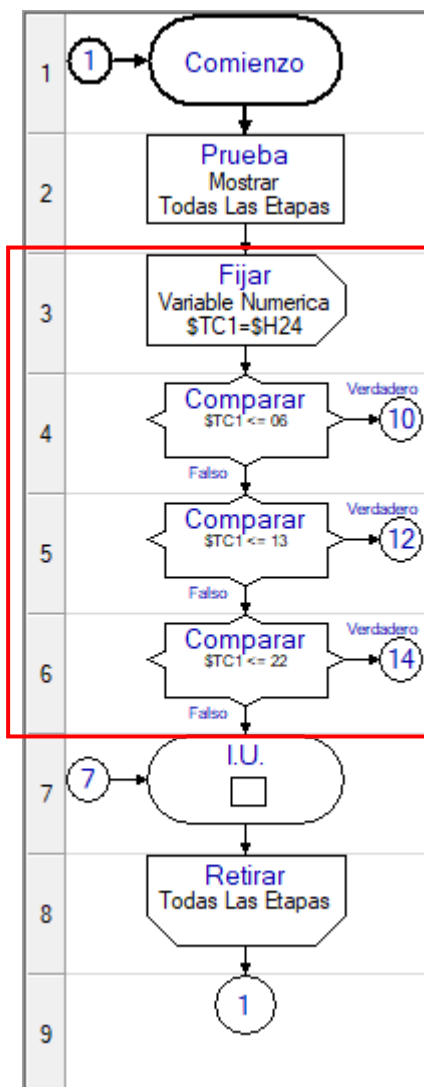 1
1
Comienzo
2
Prueba
Mostrar
Todas Las Etapas
3
Fijar
Variable Numerica
$TC1=$H24
4
Comparar
$TC1 <= 06
Verdadero
10
Falso
5
Comparar
$TC1 <= 13
Verdadero
12
Falso
6
Comparar
$TC1 <= 22
Verdadero
14
Falso
7
7
I.U.
8
Retirar
Todas Las Etapas
9
1